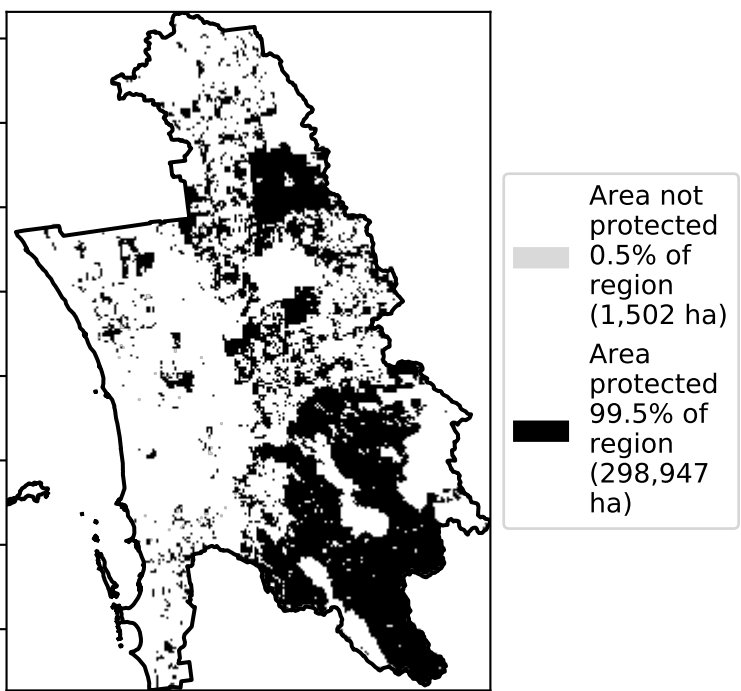 Area not
protected
0.5% of
region
(1,502 ha)
Area
protected
99.5% of
region
(298,947
ha)